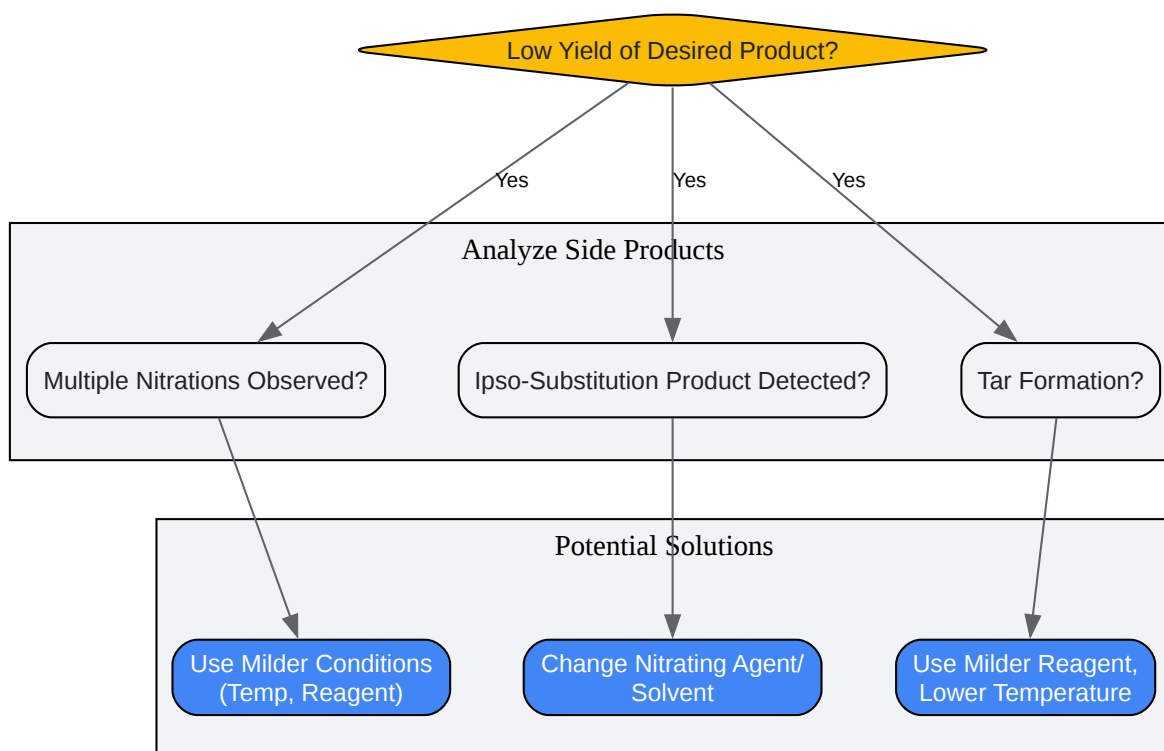 Low Yield of Desired Product?
Yes
Yes
Yes
Analyze Side Products
Multiple Nitrations Observed?
Ipso-Substitution Product Detected?
Tar Formation?
Potential Solutions
Use Milder Conditions
(Temp, Reagent)
Change Nitrating Agent/
Solvent
Use Milder Reagent,
Lower Temperature